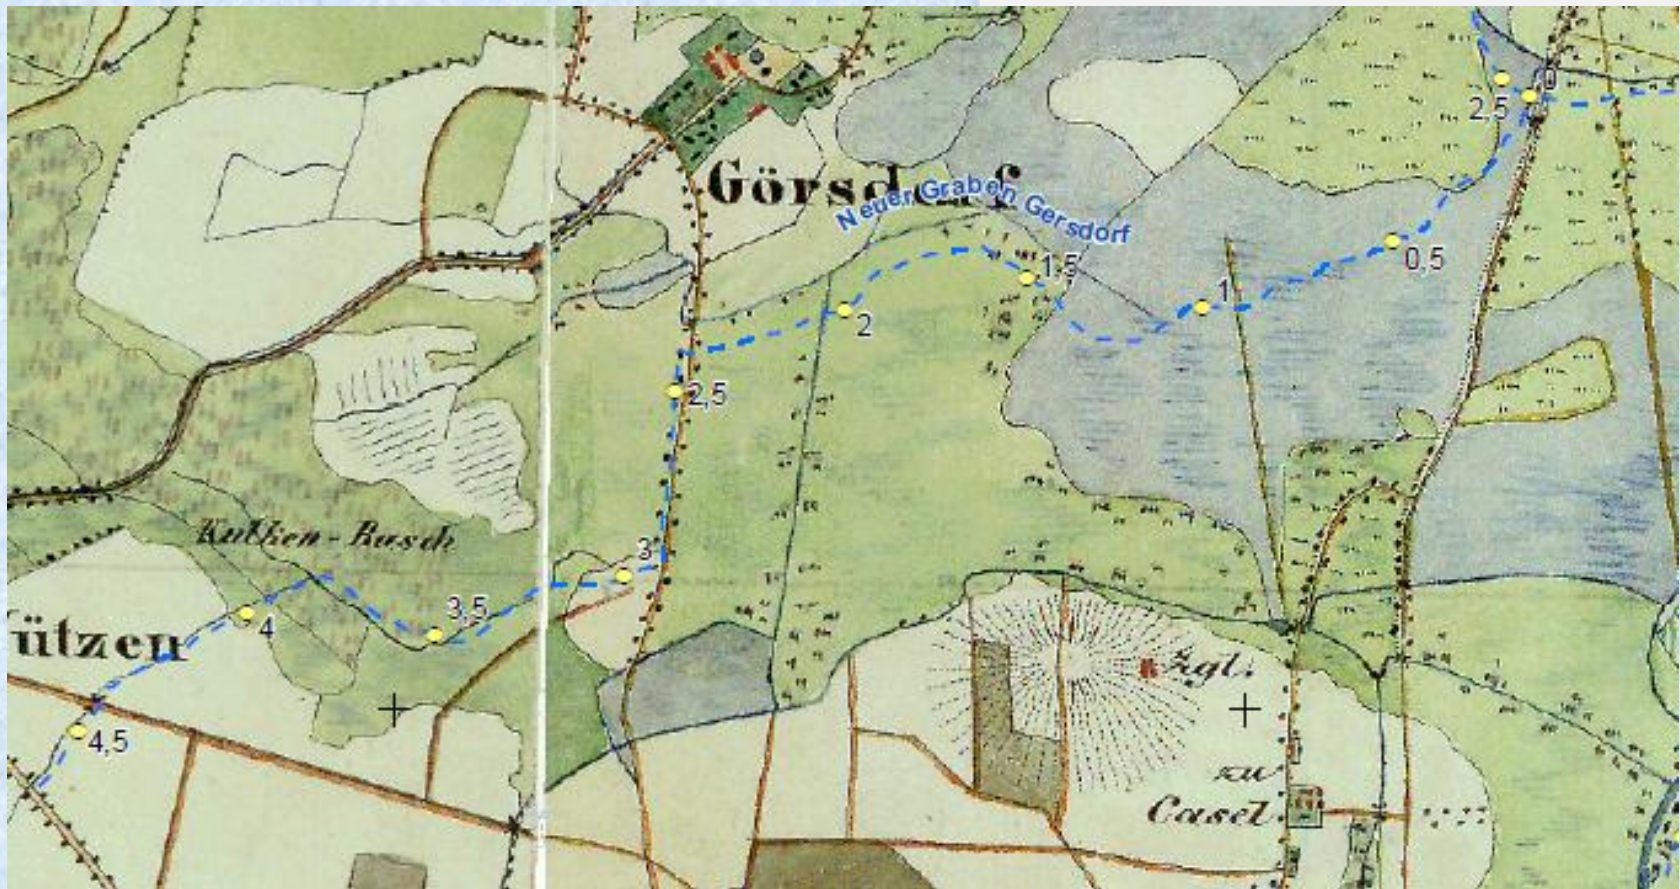 0
2,5
Görsdorf
Neuer Graben Gersdorf
1,5
0,5
1
2
2,5
Kulken-Busch
3
3,5
4
ützen
Zgl.
4,5
zu
Casel